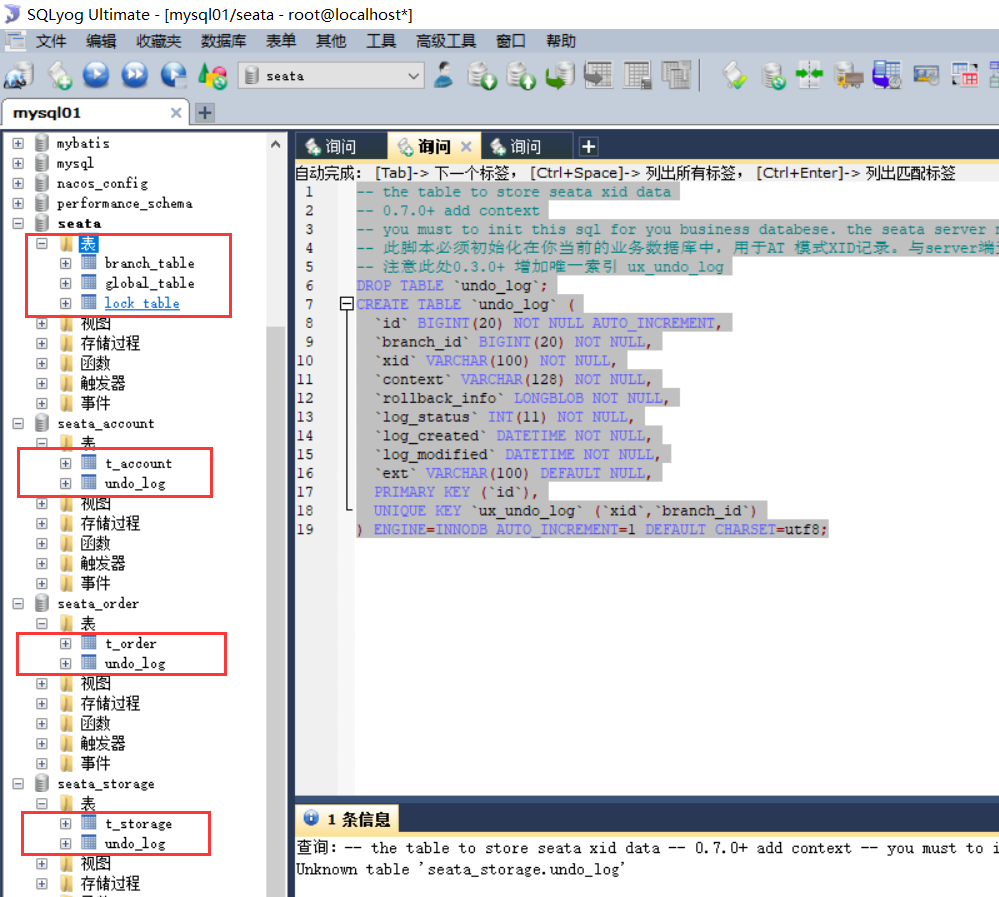 SQLyog Ultimate - [mysql01/seata - root@localhost*]
文件 编辑 收藏夹 数据库 表单 其他 工具 高级工具 窗口 帮助
seata
mysql01
mybatis
mysql
nacos_config
performance_schema
seata
表
branch_table
global_table
lock_table
视图
存储过程
函数
触发器
事件
seata_account
表
t_account
undo_log
视图
存储过程
函数
触发器
事件
seata_order
表
t_order
undo_log
视图
存储过程
函数
触发器
事件
seata_storage
表
t_storage
undo_log
视图
存储过程
询问 询问 询问
自动完成: [Tab]-> 下一个标签, [Ctrl+Space]-> 列出所有标签, [Ctrl+Enter]-> 列出匹配标签
1 -- the table to store seata xid data
2 -- 0.7.0+ add context
3 -- you must to init this sql for you business databese. the seata server
4 -- 此脚本必须初始化在你当前的业务数据库中，用于AT 模式XID记录。与server端
5 -- 注意此处0.3.0+ 增加唯一索引 ux_undo_log
6 DROP TABLE `undo_log`;
7 CREATE TABLE `undo_log` (
8 `id` BIGINT(20) NOT NULL AUTO_INCREMENT,
9 `branch_id` BIGINT(20) NOT NULL,
10 `xid` VARCHAR(100) NOT NULL,
11 `context` VARCHAR(128) NOT NULL,
12 `rollback_info` LONGBLOB NOT NULL,
13 `log_status` INT(11) NOT NULL,
14 `log_created` DATETIME NOT NULL,
15 `log_modified` DATETIME NOT NULL,
16 `ext` VARCHAR(100) DEFAULT NULL,
17 PRIMARY KEY (`id`),
18 UNIQUE KEY `ux_undo_log` (`xid`,`branch_id`)
19 ) ENGINE=INNODB AUTO_INCREMENT=1 DEFAULT CHARSET=utf8;
1 条信息
查询: -- the table to store seata xid data -- 0.7.0+ add context -- you must to i
Unknown table 'seata_storage.undo_log'